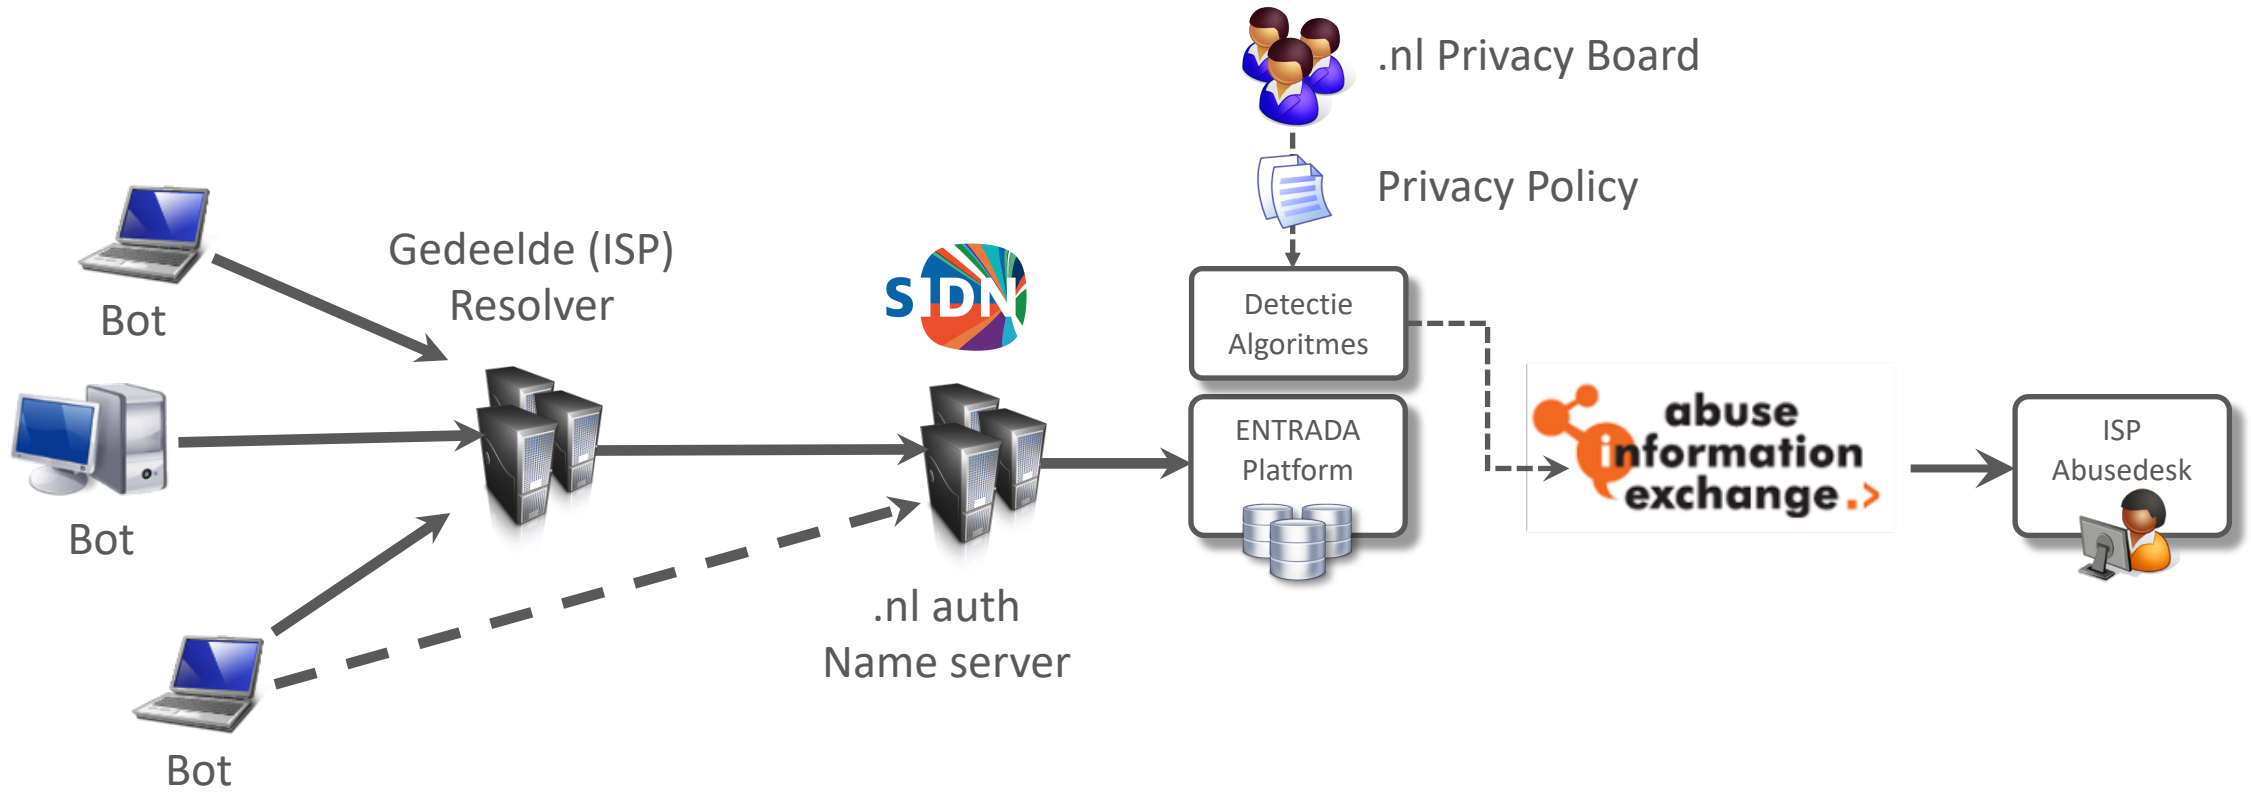 .nl Privacy Board
Privacy Policy
Gedeelde (ISP)
Resolver
Bot
Bot
Bot
SIDN
.nl auth
Name server
Detectie
Algoritmes
ENTRADA
Platform
abuse
information
exchange.>
ISP
Abusedesk